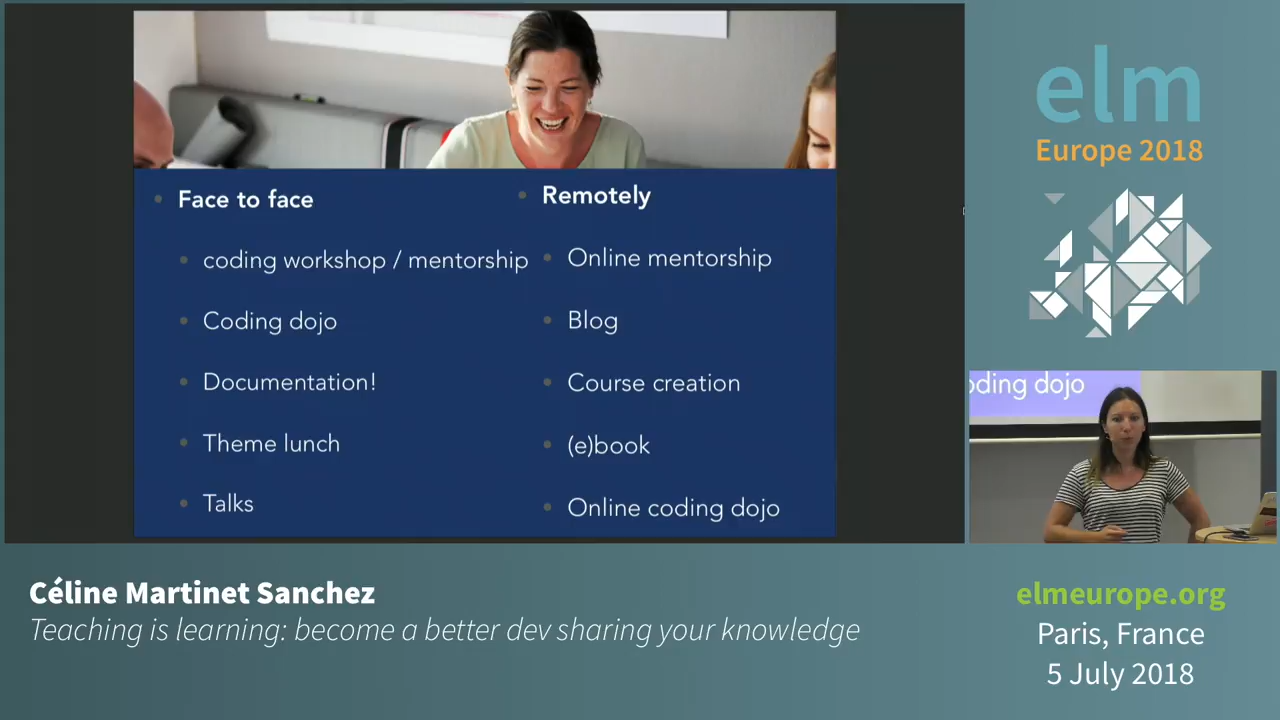 Face to face
coding workshop / mentorship
Coding dojo
Documentation!
Theme lunch
Talks
Remotely
Online mentorship
Blog
Course creation
(e)book
Online coding dojo
elm
Europe 2018
oding dojo
Céline Martinet Sanchez
Teaching is learning: become a better dev sharing your knowledge
elmeurope.org
Paris, France
5 July 2018